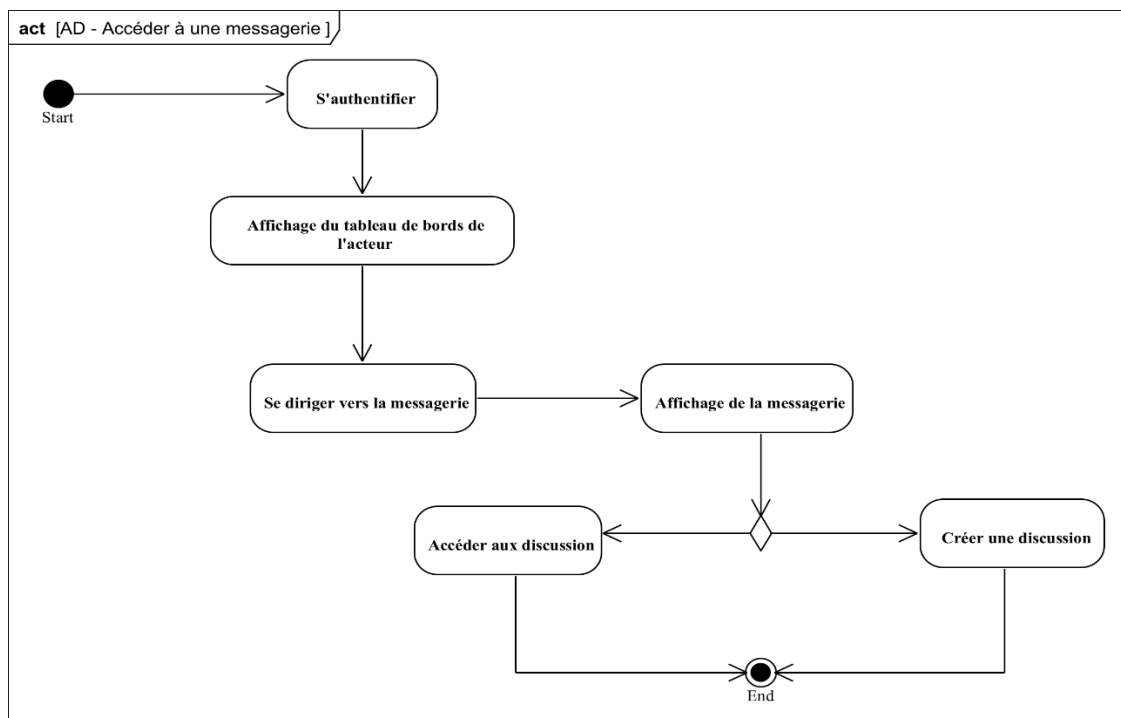 act [AD - Accéder à une messagerie ]
Start
S'authentifier
Affichage du tableau de bords de
l'acteur
Se diriger vers la messagerie
Affichage de la messagerie
Accéder aux discussion
Créer une discussion
End